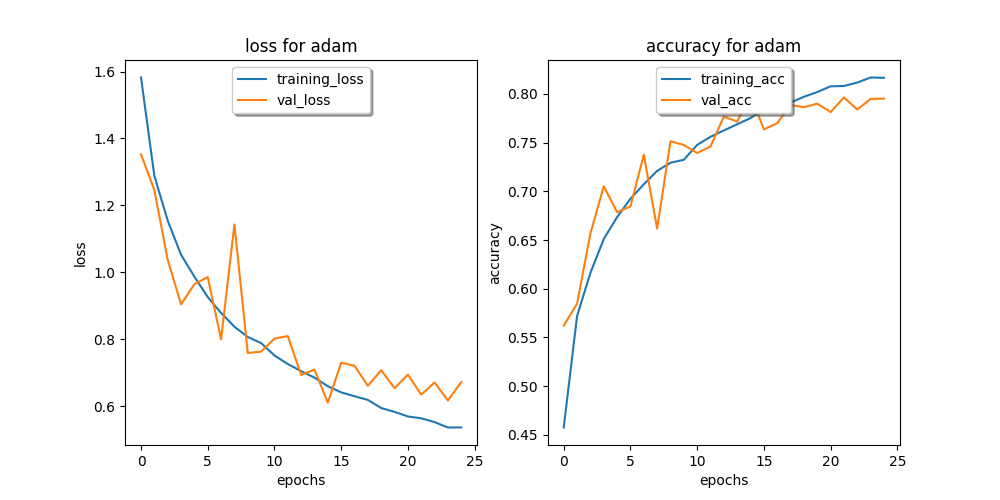 loss for adam
training_loss
val_loss
1.6
1.4
1.2
1.0
0.8
0.6
loss
0 5 10 15 20 25
epochs
accuracy for adam
training_acc
val_acc
0.80
0.75
0.70
0.65
0.60
0.55
0.50
0.45
accuracy
0 5 10 15 20 25
epochs